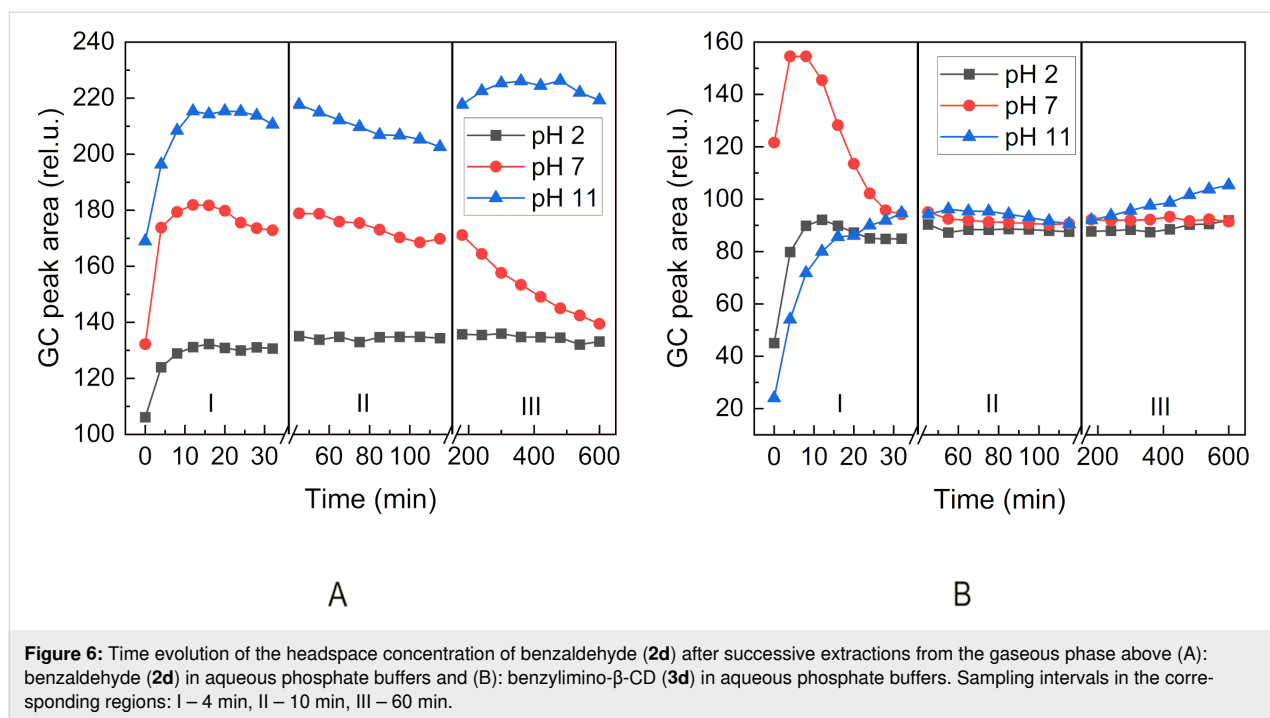 240
220
200
180
160
140
120
100
GC peak area (rel.u.)
pH 2
pH 7
pH 11
I
II
III
0 10 20 30 60 80 100 200 400 600
Time (min)
A
160
140
120
100
80
60
40
20
GC peak area (rel.u.)
pH 2
pH 7
pH 11
I
II
III
0 10 20 30 60 80 100 200 400 600
Time (min)
B
Figure 6: Time evolution of the headspace concentration of benzaldehyde (2d) after successive extractions from the gaseous phase above (A):
benzaldehyde (2d) in aqueous phosphate buffers and (B): benzylimino-β-CD (3d) in aqueous phosphate buffers. Sampling intervals in the corre-
sponding regions: I – 4 min, II – 10 min, III – 60 min.